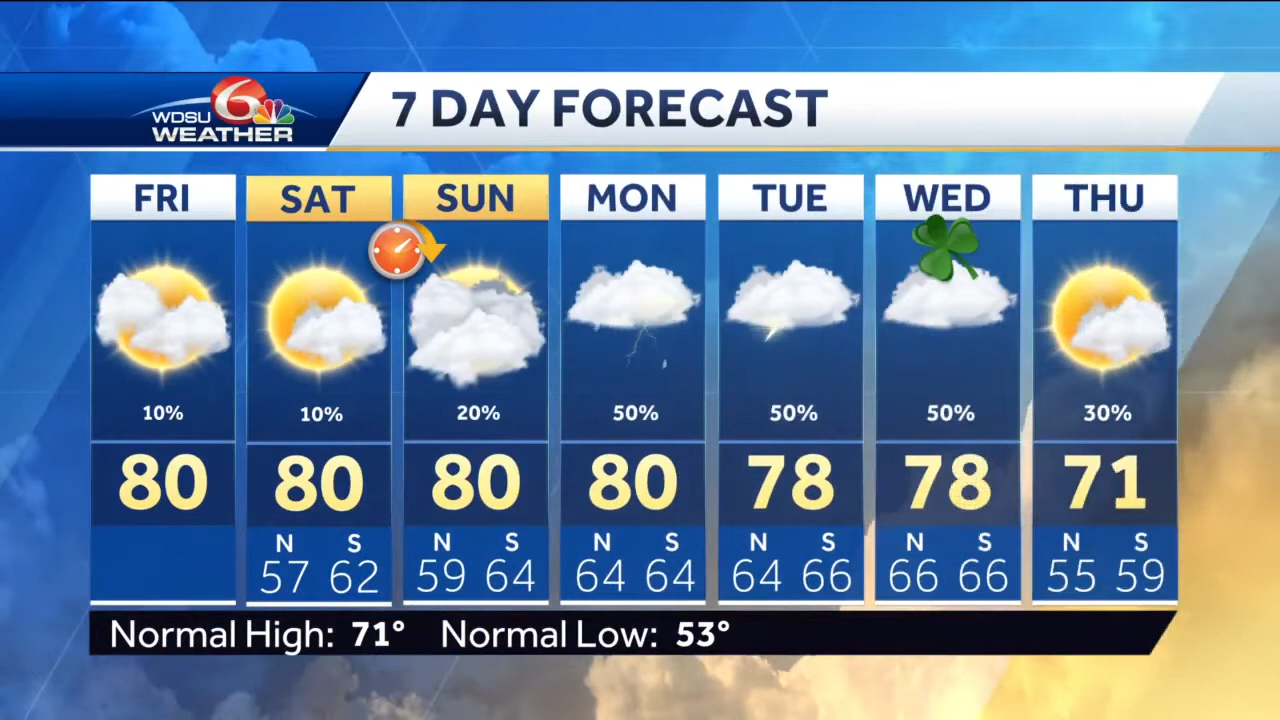 WDSU 6
WEATHER
7 DAY FORECAST
FRI SAT SUN MON TUE WED THU
10% 10% 20% 50% 50% 50% 30%
80 80 80 80 78 78 71
N S N S N S N S N S N S
57 62 59 64 64 64 64 66 66 66 55 59
Normal High: 71° Normal Low: 53°